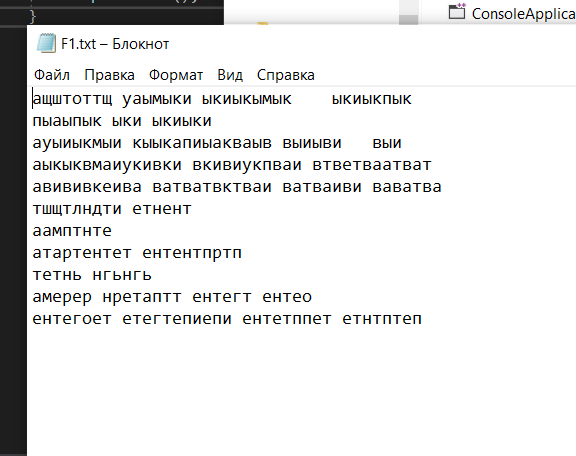 ConsoleApplica
}
F1.txt – Блокнот
Файл Правка Формат Вид Справка
ащштоттщ уаымыки ыкиыкымык    ыкиыкпык
пыаыпык ыки ыкиыки
ауыиыкмыи кыыкапиыакваыв выиыви   выи
аыкыквмаиукивки вкивиукпваи втветваатват
авививкеива ватватвктваи ватваиви ваватва
тшщтлндти етнент
аамптнте
атартентет ентентпртп
тетнь нгьнгь
амерер нретаптт ентегт ентео
ентегоет етегтепиепи ентетппет етнтптеп